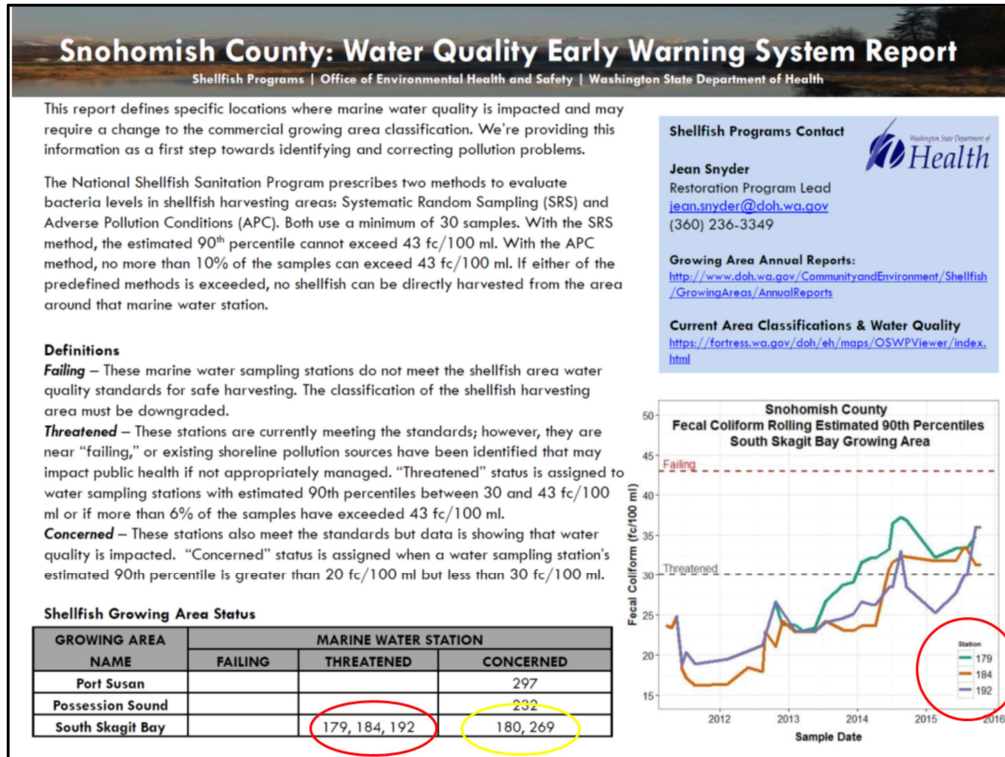 Snohomish County: Water Quality Early Warning System Report
Shellfish Programs | Office of Environmental Health and Safety | Washington State Department of Health
This report defines specific locations where marine water quality is impacted and may
require a change to the commercial growing area classification. We're providing this
information as a first step towards identifying and correcting pollution problems.
The National Shellfish Sanitation Program prescribes two methods to evaluate
bacteria levels in shellfish harvesting areas: Systematic Random Sampling (SRS) and
Adverse Pollution Conditions (APC). Both use a minimum of 30 samples. With the SRS
method, the estimated 90th percentile cannot exceed 43 fc/100 ml. With the APC
method, no more than 10% of the samples can exceed 43 fc/100 ml. If either of the
predefined methods is exceeded, no shellfish can be directly harvested from the area
around that marine water station.
Definitions
Failing – These marine water sampling stations do not meet the shellfish area water
quality standards for safe harvesting. The classification of the shellfish harvesting
area must be downgraded.
Threatened – These stations are currently meeting the standards; however, they are
near "failing," or existing shoreline pollution sources have been identified that may
impact public health if not appropriately managed. "Threatened" status is assigned to
water sampling stations with estimated 90th percentiles between 30 and 43 fc/100
ml or if more than 6% of the samples have exceeded 43 fc/100 ml.
Concerned – These stations also meet the standards but data is showing that water
quality is impacted. "Concerned" status is assigned when a water sampling station's
estimated 90th percentile is greater than 20 fc/100 ml but less than 30 fc/100 ml.
Shellfish Growing Area Status
GROWING AREA NAME MARINE WATER STATION
FAILING THREATENED CONCERNED
Port Susan 297
Possession Sound 232
South Skagit Bay 179, 184, 192 180, 269
Shellfish Programs Contact
Washington State Department of
Health
Jean Snyder
Restoration Program Lead
jean.snyder@doh.wa.gov
(360) 236-3349
Growing Area Annual Reports:
http://www.doh.wa.gov/CommunityandEnvironment/Shellfish
/GrowingAreas/AnnualReports
Current Area Classifications & Water Quality
https://fortress.wa.gov/doh/eh/maps/OSWPViewer/index.
html
Snohomish County
Fecal Coliform Rolling Estimated 90th Percentiles
South Skagit Bay Growing Area
Fecal Coliform (fc/100 ml)
50
45
40
35
30
25
20
15
Failing
Threatened
Station
179
184
192
2012 2013 2014 2015 2016
Sample Date